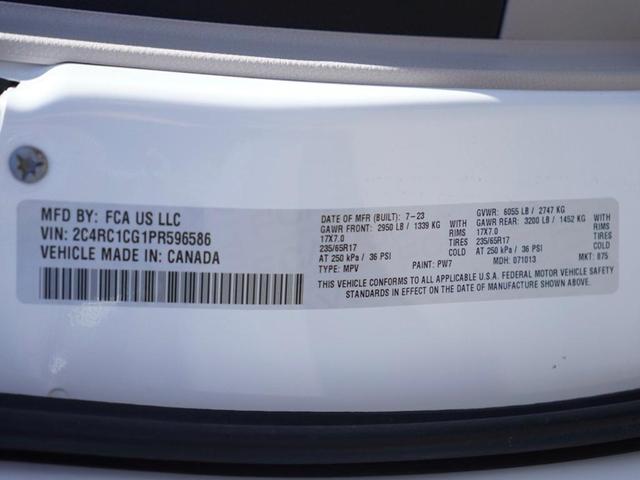 MFD BY: FCA US LLC
VIN: 2C4RC1CG1PR596586
VEHICLE MADE IN: CANADA
DATE OF MFR (BUILT): 7-23
GAWR FRONT: 2950 LB / 1339 KG WITH
17X7.0 RIMS
235/65R17 TIRES
AT 250 kPa / 36 PSI COLD
TYPE: MPV PAINT: PW7
GVWR: 6055 LB / 2747 KG
GAWR REAR: 3200 LB / 1452 KG WITH
17X7.0 RIMS
235/65R17 TIRES
AT 250 kPa / 36 PSI COLD
MDH: 071013 MKT: 875
THIS VEHICLE CONFORMS TO ALL APPLICABLE U.S.A. FEDERAL MOTOR VEHICLE SAFETY
STANDARDS IN EFFECT ON THE DATE OF MANUFACTURE SHOWN ABOVE.